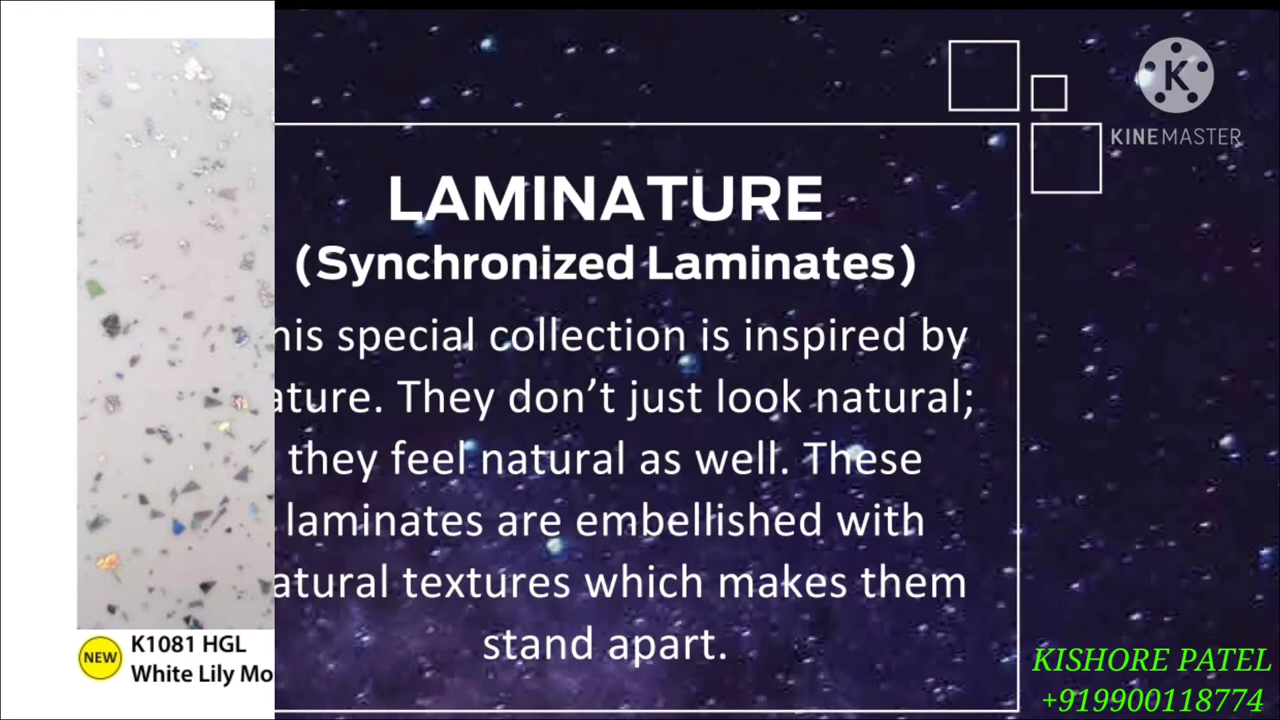 KINEMASTER
LAMINATURE
(Synchronized Laminates)
his special collection is inspired by
ature. They don't just look natural;
they feel natural as well. These
laminates are embellished with
atural textures which makes them
stand apart.
NEW
K1081 HGL
White Lily Mo
KISHORE PATEL
+919900118774